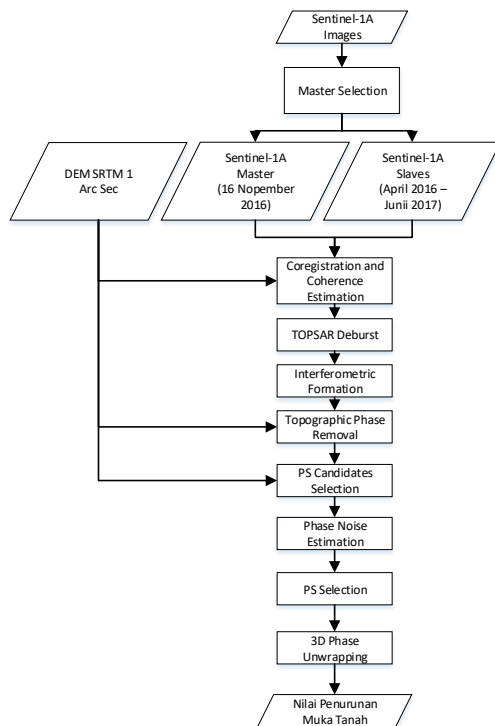 Sentinel-1A
Images
Master Selection
DEM SRTM 1
Arc Sec
Sentinel-1A
Master
(16 Nopember
2016)
Sentinel-1A
Slaves
(April 2016 –
Junii 2017)
Coregistration and
Coherence
Estimation
TOPSAR Deburst
Interferometric
Formation
Topographic Phase
Removal
PS Candidates
Selection
Phase Noise
Estimation
PS Selection
3D Phase
Unwrapping
Nilai Penurunan
Muka Tanah